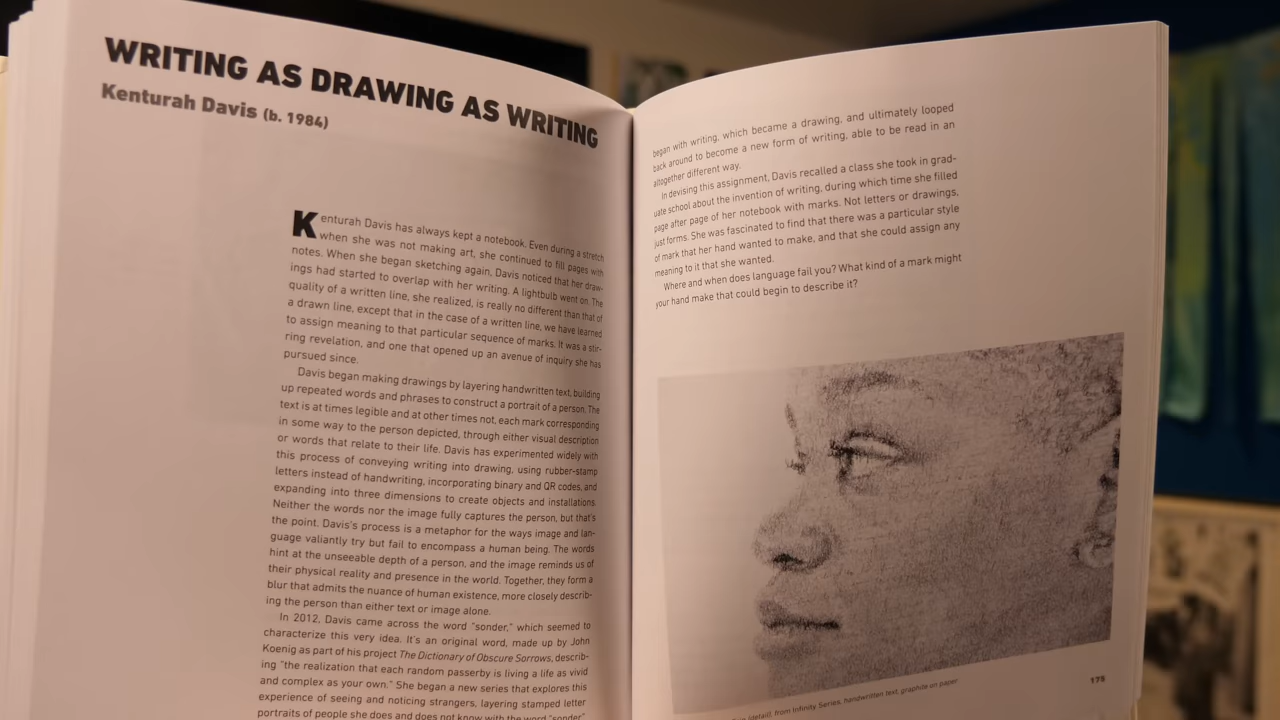 WRITING AS DRAWING AS WRITING
Kenturah Davis (b. 1984)
Kenturah Davis has always kept a notebook. Even during a stretch
when she was not making art, she continued to fill pages with
notes. When she began sketching again, Davis noticed that her draw-
ings had started to overlap with her writing. A lightbulb went on. The
quality of a written line, she realized, is really no different than that of
a drawn line, except that in the case of a written line, we have learned
to assign meaning to that particular sequence of marks. It was a stir-
ring revelation, and one that opened up an avenue of inquiry she has
pursued since.
Davis began making drawings by layering handwritten text, building
up repeated words and phrases to construct a portrait of a person. The
text is at times legible and at other times not, each mark corresponding
in some way to the person depicted, through either visual description
or words that relate to their life. Davis has experimented widely with
this process of conveying writing into drawing, using rubber-stamp
letters instead of handwriting, incorporating binary and QR codes, and
expanding into three dimensions to create objects and installations.
Neither the words nor the image fully captures the person, but that's
the point. Davis's process is a metaphor for the ways image and lan-
guage valiantly try but fail to encompass a human being. The words
hint at the unseeable depth of a person, and the image reminds us of
their physical reality and presence in the world. Together, they form a
blur that admits the nuance of human existence, more closely describ-
ing the person than either text or image alone.
In 2012, Davis came across the word "sonder," which seemed to
characterize this very idea. It's an original word, made up by John
Koenig as part of his project The Dictionary of Obscure Sorrows, describ-
ing "the realization that each random passerby is living a life as vivid
and complex as your own." She began a new series that explores this
experience of seeing and noticing strangers, layering stamped letter
portraits of people she does and does not know with the word "sonder"
began with writing, which became a drawing, and ultimately looped
back around to become a new form of writing, able to be read in an
altogether different way.
In devising this assignment, Davis recalled a class she took in grad-
uate school about the invention of writing, during which time she filled
page after page of her notebook with marks. Not letters or drawings,
just forms. She was fascinated to find that there was a particular style
of mark that her hand wanted to make, and that she could assign any
meaning to it that she wanted.
Where and when does language fail you? What kind of a mark might
your hand make that could begin to describe it?
(detail), from Infinity Series, handwritten text, graphite on paper
175